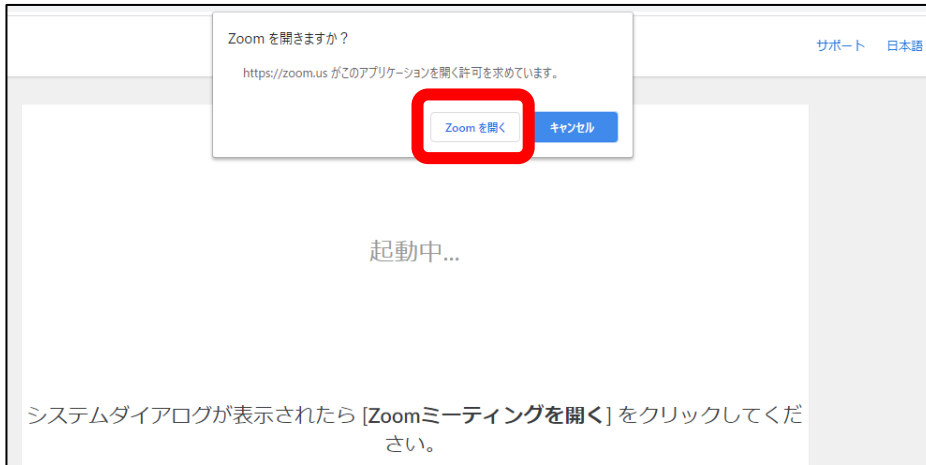 Zoom を開きますか？
サポート 日本語
https://zoom.us がこのアプリケーションを開く許可を求めています。
Zoom を開く キャンセル
起動中...
システムダイアログが表示されたら [Zoomミーティングを開く] をクリックしてくだ
さい。